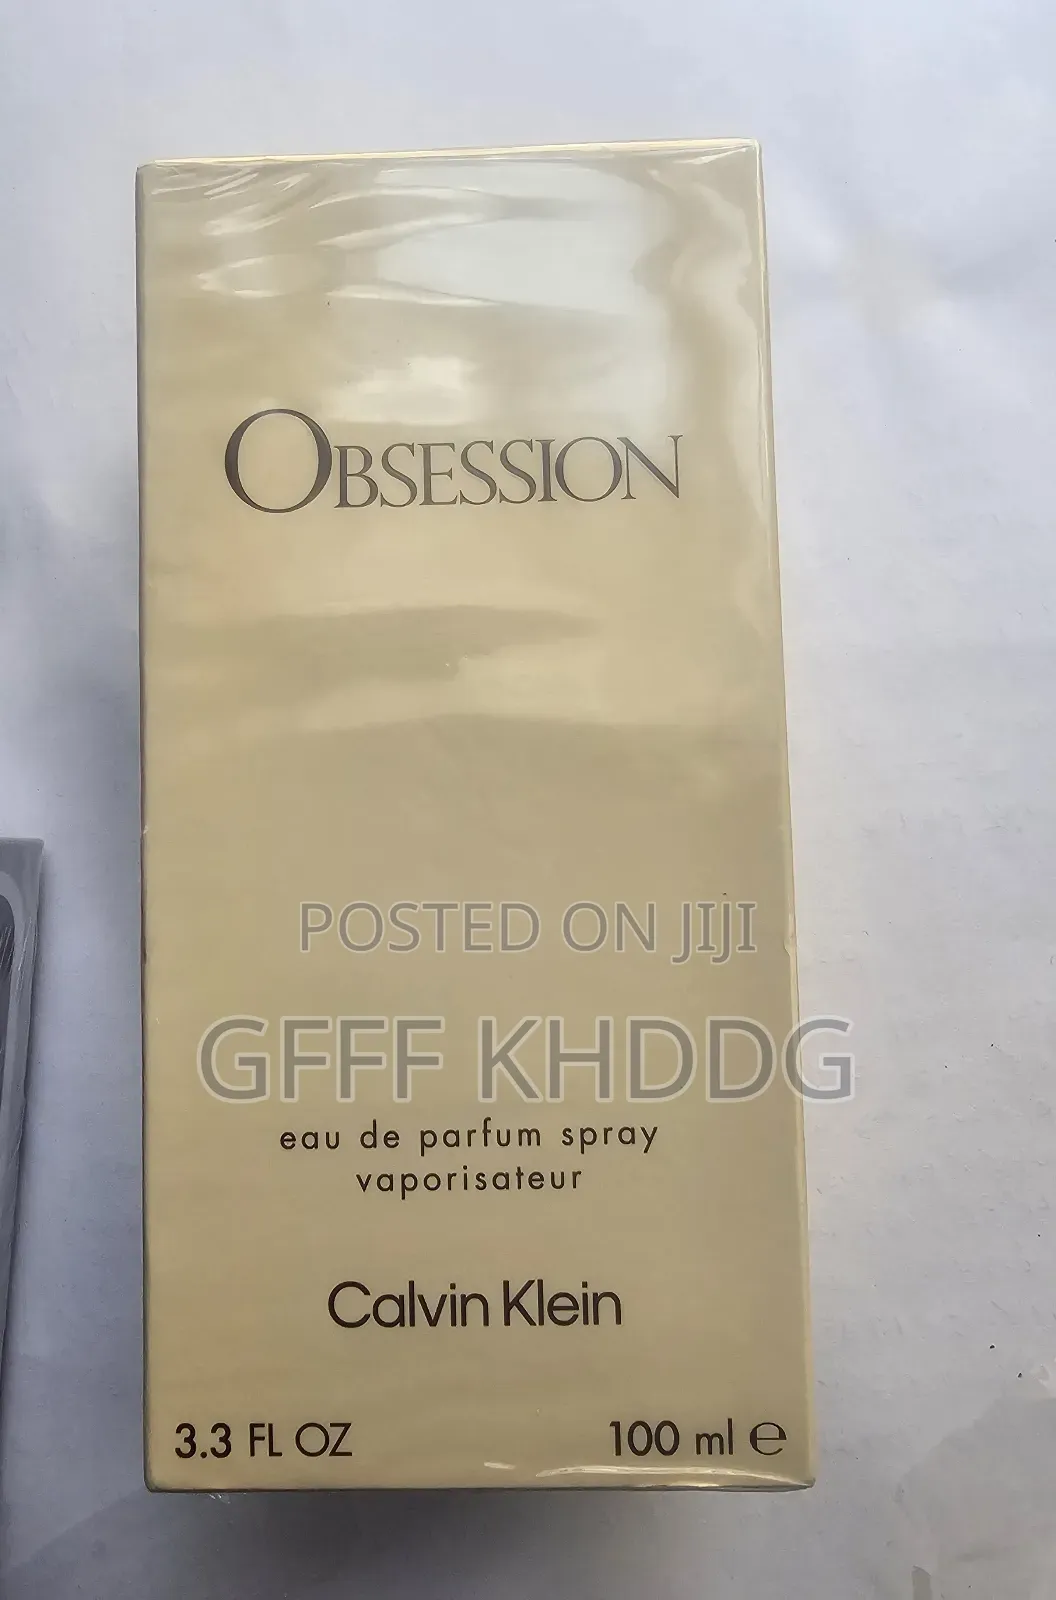 OBSESSION
POSTED ON JIJI
GFFF KHDDG
eau de parfum spray
vaporisateur
Calvin Klein
3.3 FL OZ 100 ml ℮